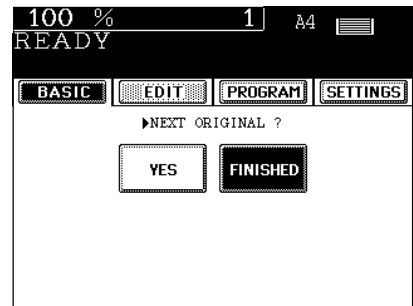 100 % 1 A4
READY
BASIC EDIT PROGRAM SETTINGS
▶NEXT ORIGINAL ?
YES FINISHED